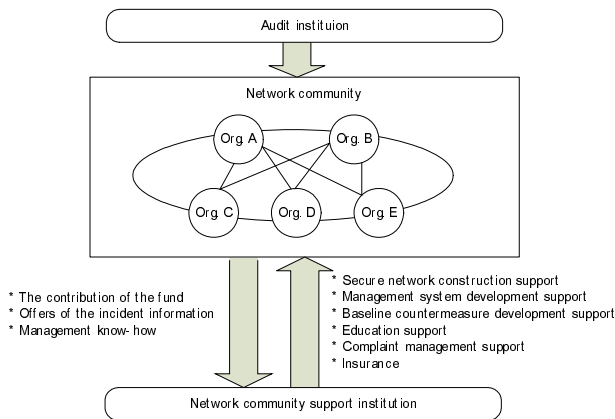 Audit instituion
Network community
Org. A
Org. B
Org. C
Org. D
Org. E
* The contribution of the fund
* Offers of the incident information
* Management know- how
* Secure network construction support
* Management system development support
* Baseline countermeasure development support
* Education support
* Complaint management support
* Insurance
Network community support institution